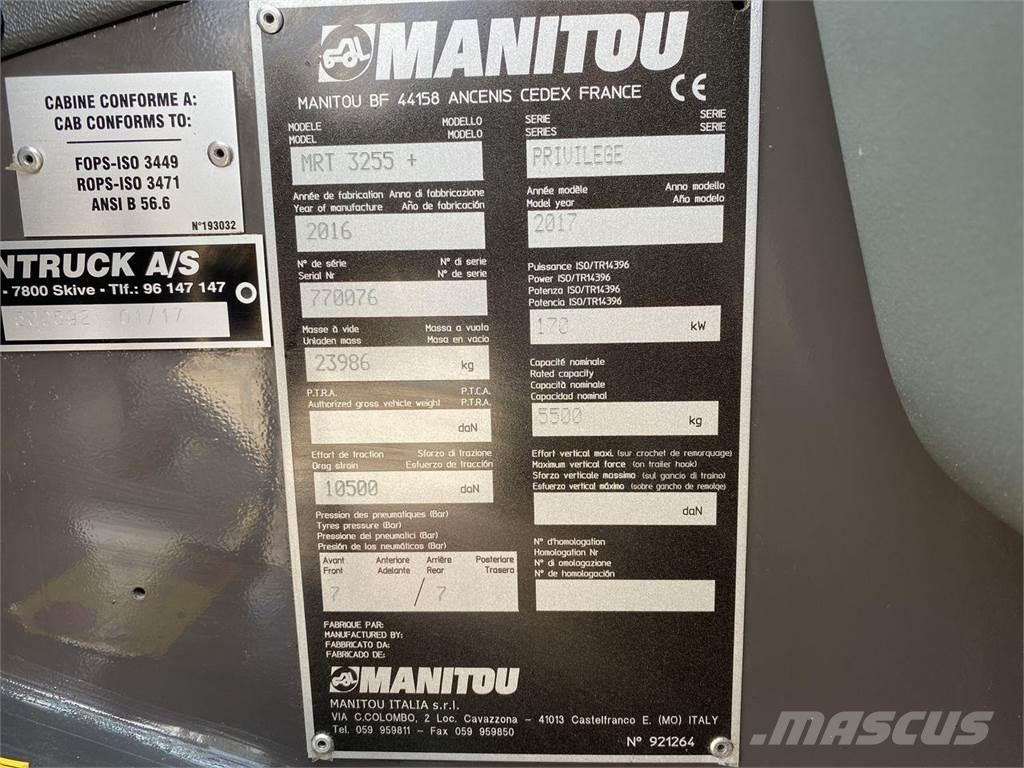 CABINE CONFORME A:
CAB CONFORMS TO:
FOPS-ISO 3449
ROPS-ISO 3471
ANSI B 56.6
N°193032
NTRUCK A/S
- 7800 Skive - Tlf.: 96 147 147
01/17
MANITOU
MANITOU BF 44158 ANCENIS CEDEX FRANCE CE
MODELE MODELLO
MODEL MODELO
MRT 3255 +
SERIE SERIE
SERIES SERIE
PRIVILEGE
Année de fabrication Anno di fabbricazione
Year of manufacture Año de fabricación
2016
Année modèle Anno modello
Model year Año modelo
2017
N° de série N° di serie
Serial Nr N° de serie
770076
Puissance ISO/TR14396
Power ISO/TR14396
Potenza ISO/TR14396
Potencia ISO/TR14396
170 kW
Masse à vide Massa a vuoto
Unladen mass Masa en vacio
23986 kg
Capacité nominale
Rated capacity
Capacità nominale
Capacidad nominal
5500 kg
P.T.R.A. P.T.C.A.
Authorized gross vehicle weight P.T.R.A.
daN
Effort de traction Sforzo di trazione
Drag strain Esfuerzo de tracción
10500 daN
Effort vertical maxi. (sur crochet de remorquage)
Maximum vertical force (on trailer hook)
Sforzo verticale massimo (sul gancio di traino)
Esfuerzo vertical máximo (sobre gancho de remolge)
daN
Pression des pneumatiques (Bar)
Tyres pressure (Bar)
Pressione dei pneumatici (Bar)
Presión de los neumáticos (Bar)
Avant Anteriore Arrière Posteriore
Front Adelante Rear Trasera
7 / 7
N° d'homologation
Homologation Nr
N° di omologazione
N° de homologación
FABRIQUE PAR:
MANUFACTURED BY:
FABBRICATO DA:
FABRICADO DE:
MANITOU
MANITOU ITALIA s.r.l.
VIA C.COLOMBO, 2 Loc. Cavazzona - 41013 Castelfranco E. (MO) ITALY
Tel. 059 959811 - Fax 059 959850
N° 921264
MASCUS